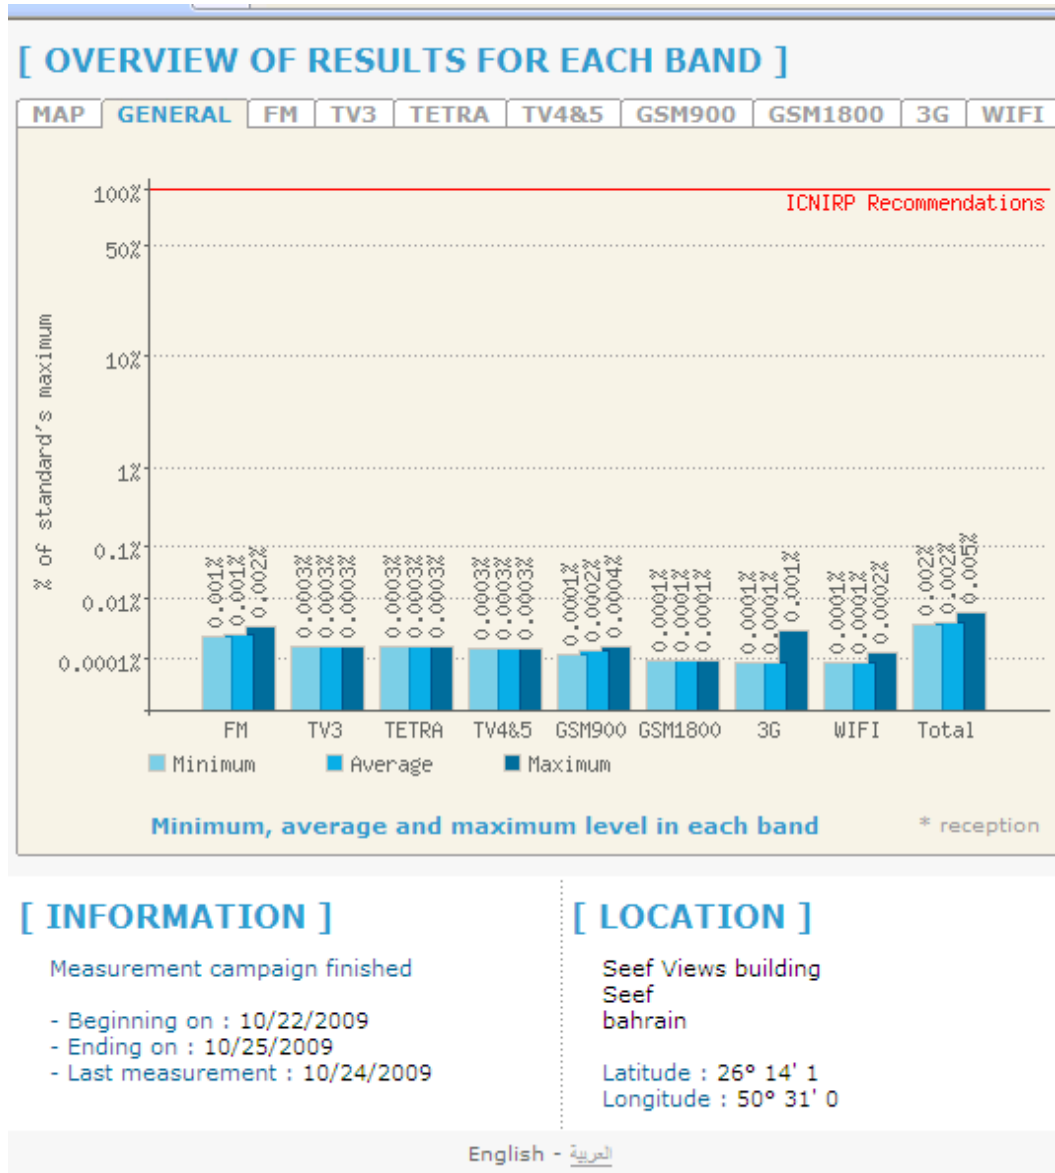 [ OVERVIEW OF RESULTS FOR EACH BAND ]
MAP GENERAL FM TV3 TETRA TV4&5 GSM900 GSM1800 3G WIFI
100%
ICNIRP Recommendations
50%
10%
1%
0.1%
0.01%
0.0001%
% of standard's maximum
0.001% 0.001% 0.002% 0.0003% 0.0003% 0.0003% 0.0003% 0.0003% 0.0003% 0.0003% 0.0003% 0.0003% 0.0001% 0.0002% 0.0004% 0.0001% 0.0001% 0.0001% 0.0001% 0.0001% 0.001% 0.0001% 0.0001% 0.0002% 0.002% 0.002% 0.005%
FM TV3 TETRA TV4&5 GSM900 GSM1800 3G WIFI Total
Minimum Average Maximum
Minimum, average and maximum level in each band * reception
[ INFORMATION ]
Measurement campaign finished
- Beginning on : 10/22/2009
- Ending on : 10/25/2009
- Last measurement : 10/24/2009
[ LOCATION ]
Seef Views building
Seef
bahrain
Latitude : 26° 14' 1
Longitude : 50° 31' 0
English - العربية